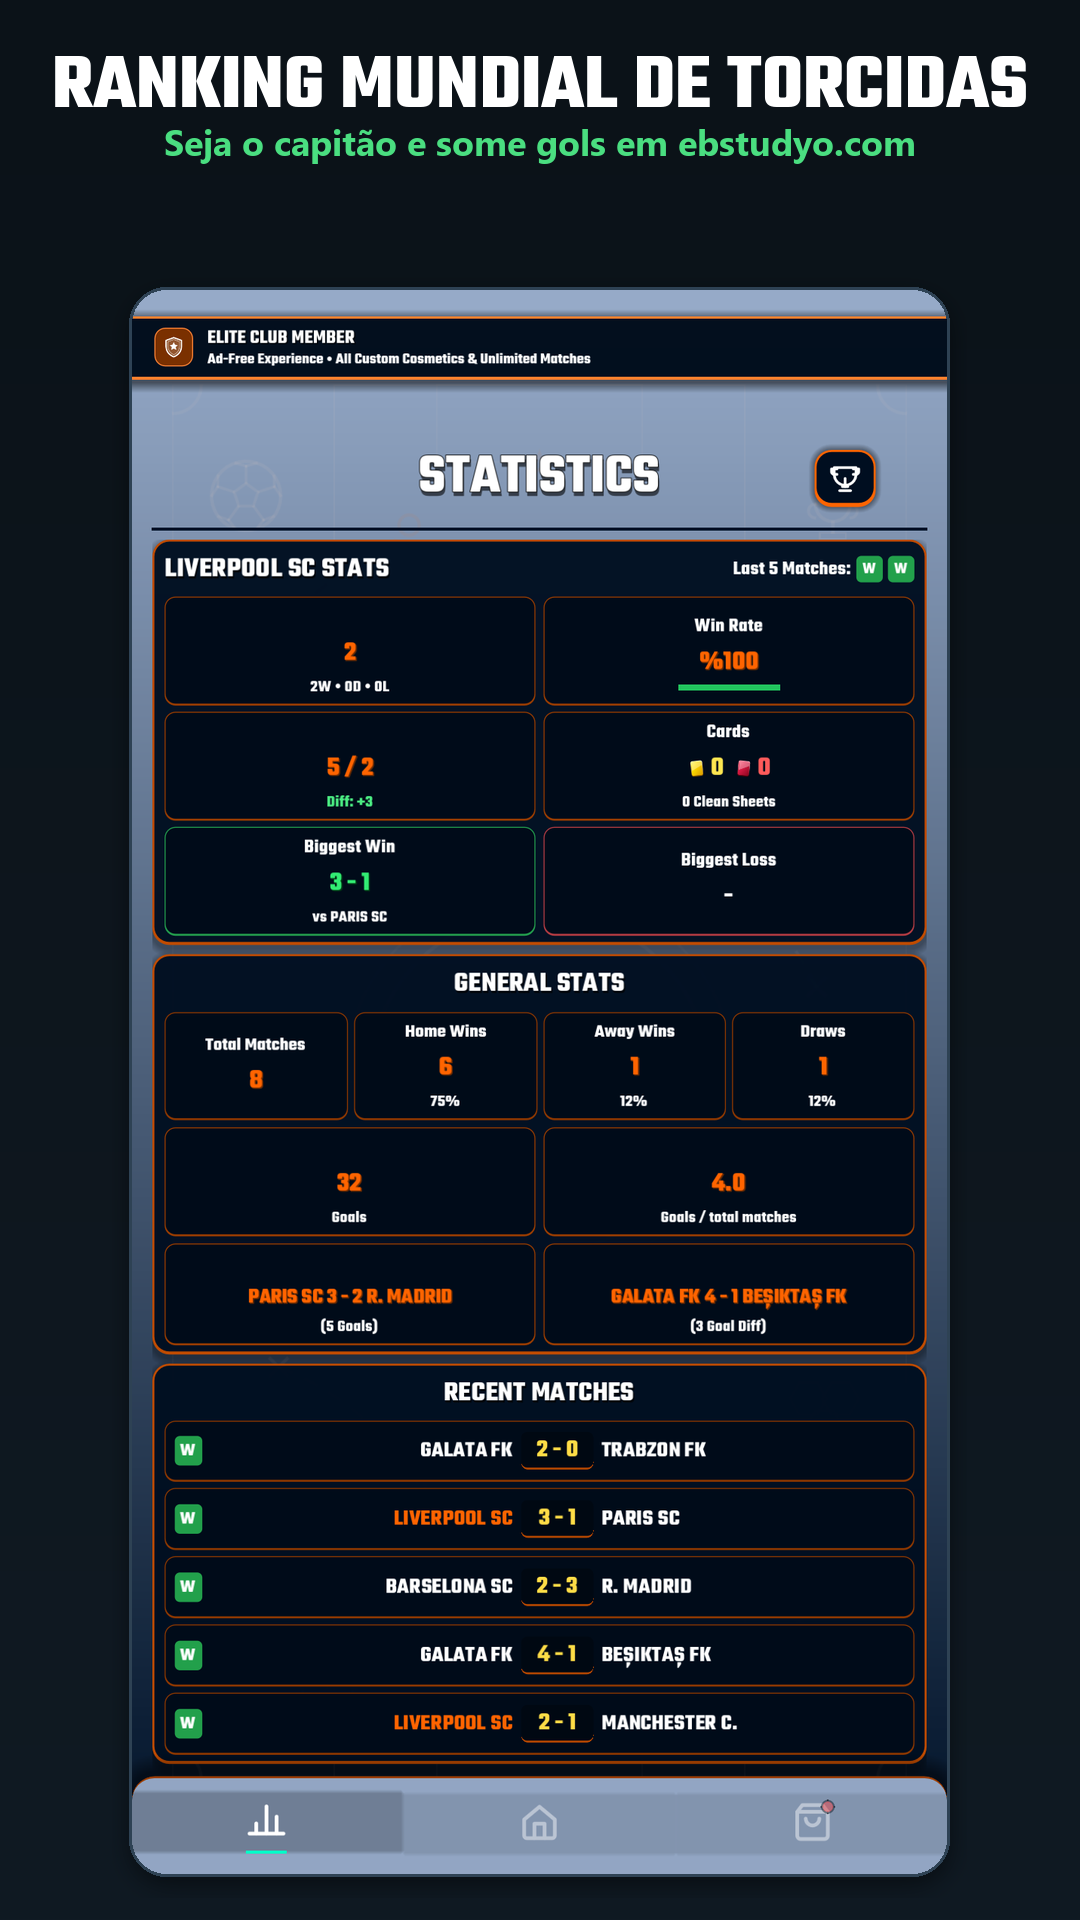 RANKING MUNDIAL DE TORCIDAS
Seja o capitão e some gols em ebstudyo.com
ELITE CLUB MEMBER
Ad-Free Experience • All Custom Cosmetics & Unlimited Matches
STATISTICS
LIVERPOOL SC STATS
Last 5 Matches: W W
2
2W • 0D • 0L
Win Rate
%100
5 / 2
Diff: +3
Cards
0 0
0 Clean Sheets
Biggest Win
3 - 1
vs PARIS SC
Biggest Loss
-
GENERAL STATS
Total Matches
8
Home Wins
6
75%
Away Wins
1
12%
Draws
1
12%
32
Goals
4.0
Goals / total matches
PARIS SC 3 - 2 R. MADRID
(5 Goals)
GALATA FK 4 - 1 BEŞIKTAŞ FK
(3 Goal Diff)
RECENT MATCHES
W GALATA FK 2 - 0 TRABZON FK
W LIVERPOOL SC 3 - 1 PARIS SC
W BARSELONA SC 2 - 3 R. MADRID
W GALATA FK 4 - 1 BEŞIKTAŞ FK
W LIVERPOOL SC 2 - 1 MANCHESTER C.